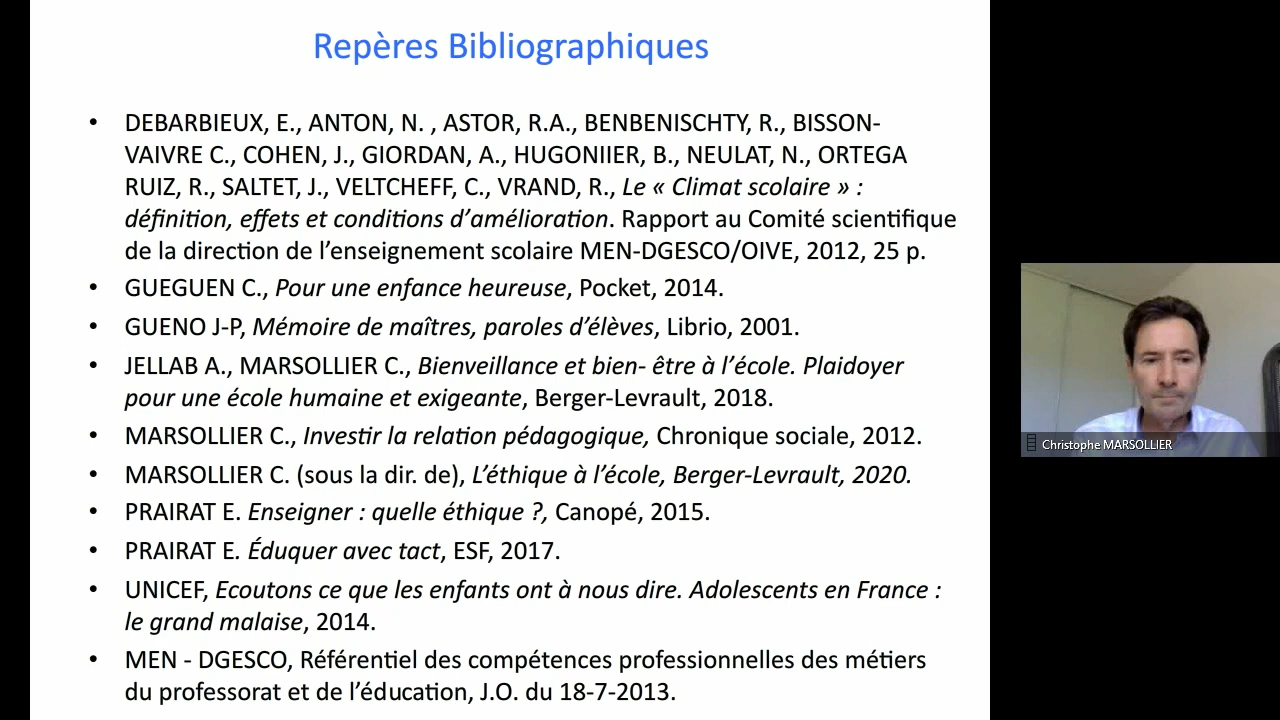 Repères Bibliographiques
• DEBARBIEUX, E., ANTON, N. , ASTOR, R.A., BENBENISCHTY, R., BISSON-
VAIVRE C., COHEN, J., GIORDAN, A., HUGONIIER, B., NEULAT, N., ORTEGA
RUIZ, R., SALTET, J., VELTCHEFF, C., VRAND, R., Le « Climat scolaire » :
définition, effets et conditions d’amélioration. Rapport au Comité scientifique
de la direction de l’enseignement scolaire MEN-DGESCO/OIVE, 2012, 25 p.
• GUEGUEN C., Pour une enfance heureuse, Pocket, 2014.
• GUENO J-P, Mémoire de maîtres, paroles d’élèves, Librio, 2001.
• JELLAB A., MARSOLLIER C., Bienveillance et bien- être à l’école. Plaidoyer
pour une école humaine et exigeante, Berger-Levrault, 2018.
• MARSOLLIER C., Investir la relation pédagogique, Chronique sociale, 2012.
• MARSOLLIER C. (sous la dir. de), L’éthique à l’école, Berger-Levrault, 2020.
• PRAIRAT E. Enseigner : quelle éthique ?, Canopé, 2015.
• PRAIRAT E. Éduquer avec tact, ESF, 2017.
• UNICEF, Ecoutons ce que les enfants ont à nous dire. Adolescents en France :
le grand malaise, 2014.
• MEN - DGESCO, Référentiel des compétences professionnelles des métiers
du professorat et de l’éducation, J.O. du 18-7-2013.
Christophe MARSOLLIER